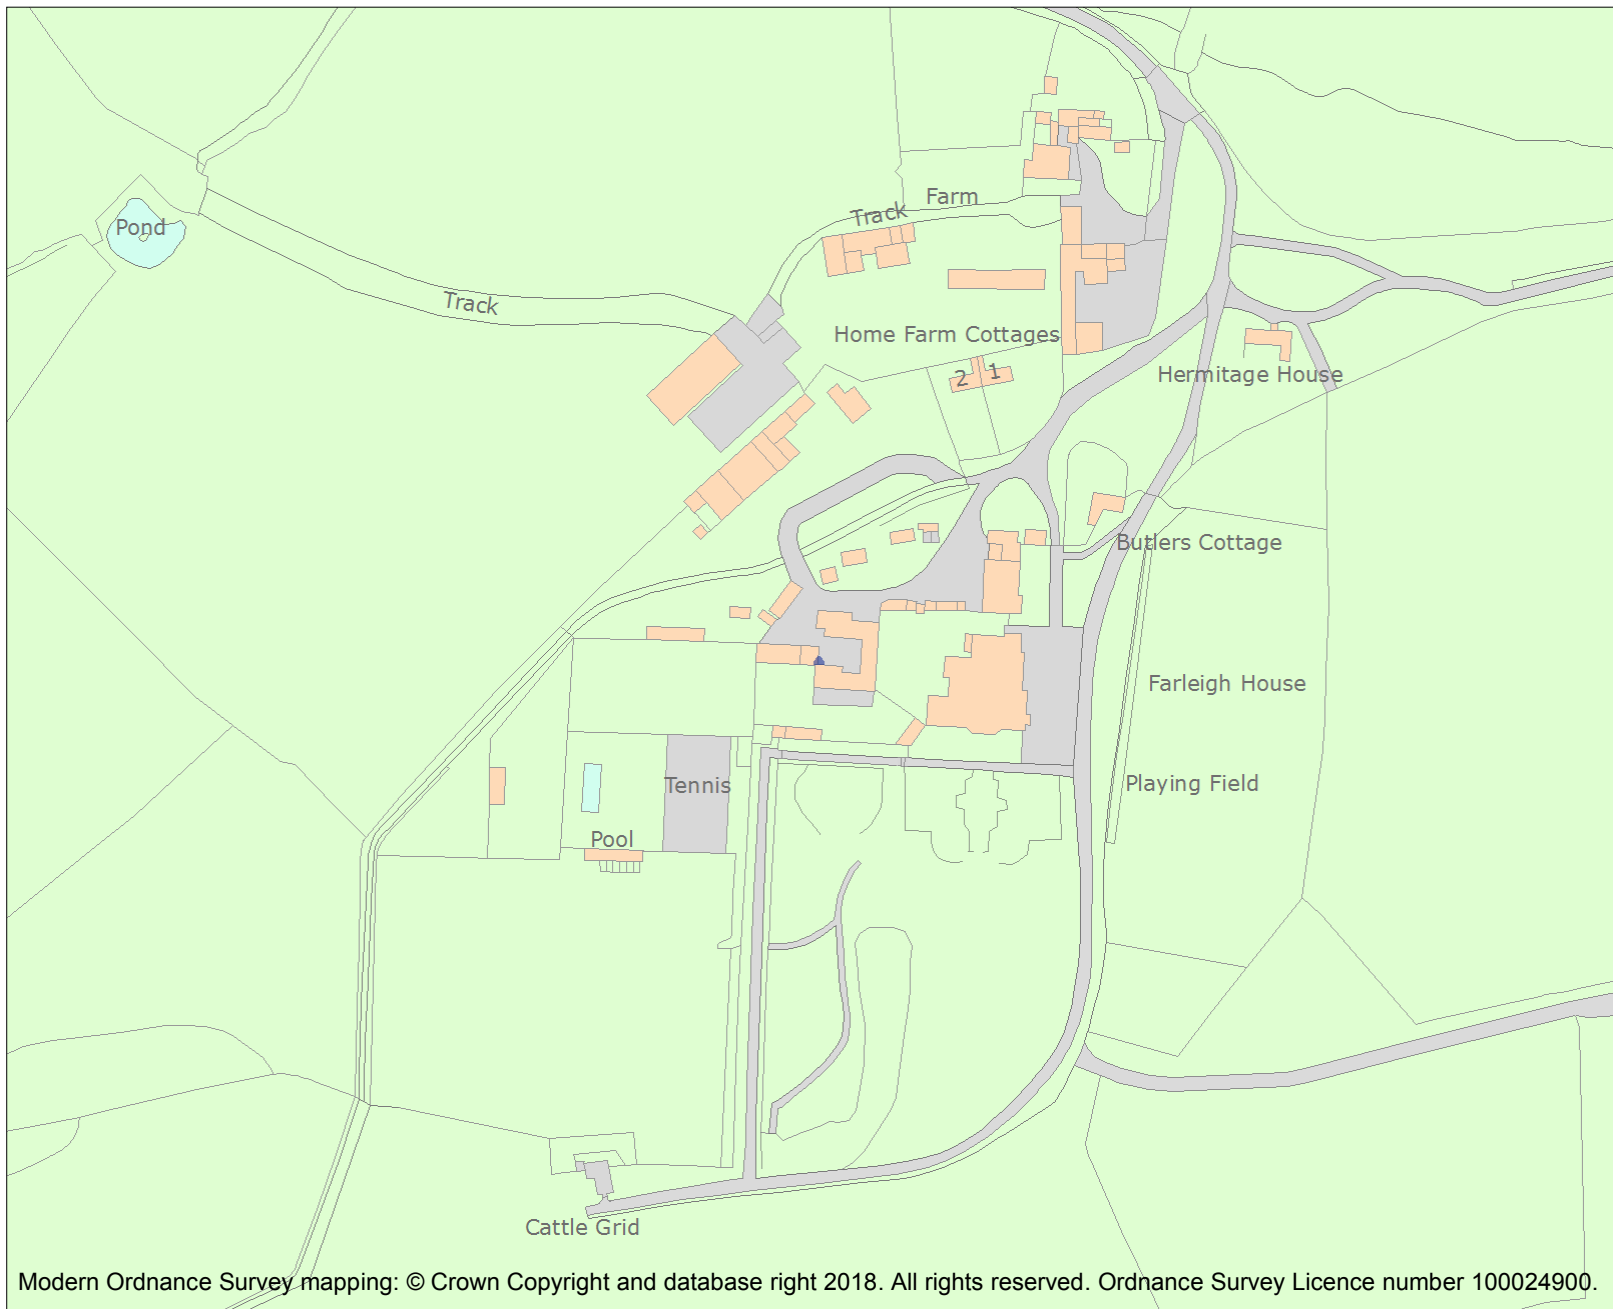 Farm
Track
Pond
Track
Home Farm Cottages
2
1
Hermitage House
Butlers Cottage
Farleigh House
Tennis
Playing Field
Pool
Cattle Grid
Modern Ordnance Survey mapping: © Crown Copyright and database right 2018. All rights reserved. Ordnance Survey Licence number 100024900.